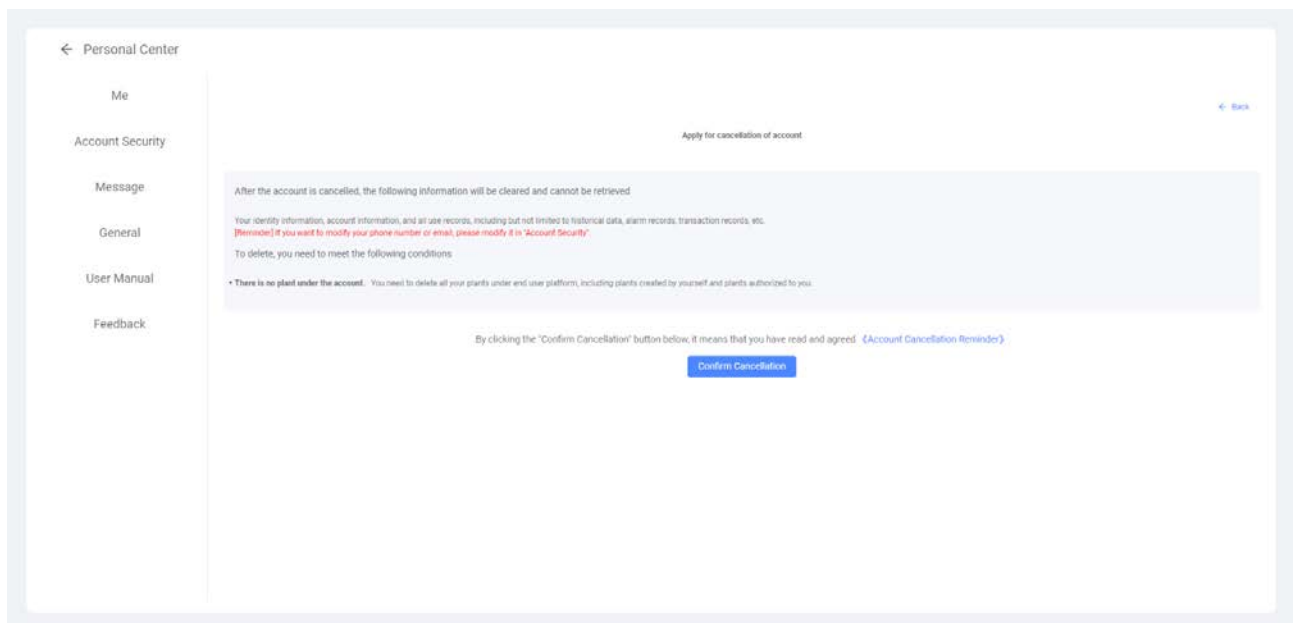 ← Personal Center
Me
Account Security
Message
General
User Manual
Feedback
← Back
Apply for cancellation of account
After the account is cancelled, the following information will be cleared and cannot be retrieved
Your identity information, account information, and all use records, including but not limited to historical data, alarm records, transaction records, etc.
[Reminder] If you want to modify your phone number or email, please modify it in "Account Security".
To delete, you need to meet the following conditions
• There is no plant under the account. You need to delete all your plants under end user platform, including plants created by yourself and plants authorized to you.
By clicking the "Confirm Cancellation" button below, it means that you have read and agreed 《Account Cancellation Reminder》
Confirm Cancellation